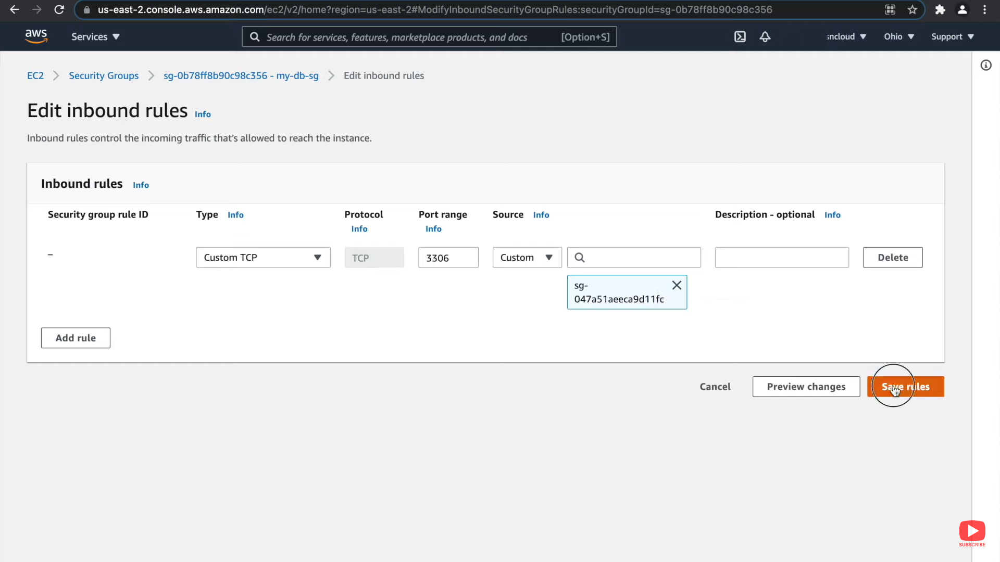 us-east-2.console.aws.amazon.com/ec2/v2/home?region=us-east-2#ModifyInboundSecurityGroupRules:securityGroupId=sg-0b78ff8b90c98c356
aws Services ▼ Search for services, features, marketplace products, and docs [Option+S] sncloud ▼ Ohio ▼ Support ▼
EC2 > Security Groups > sg-0b78ff8b90c98c356 - my-db-sg > Edit inbound rules
Edit inbound rules Info
Inbound rules control the incoming traffic that's allowed to reach the instance.
Inbound rules Info
Security group rule ID Type Info Protocol Port range Source Info Description - optional Info
Info Info
– Custom TCP TCP 3306 Custom Delete
sg-
047a51aeeca9d11fc
Add rule
Cancel Preview changes Save rules
SUBSCRIBE